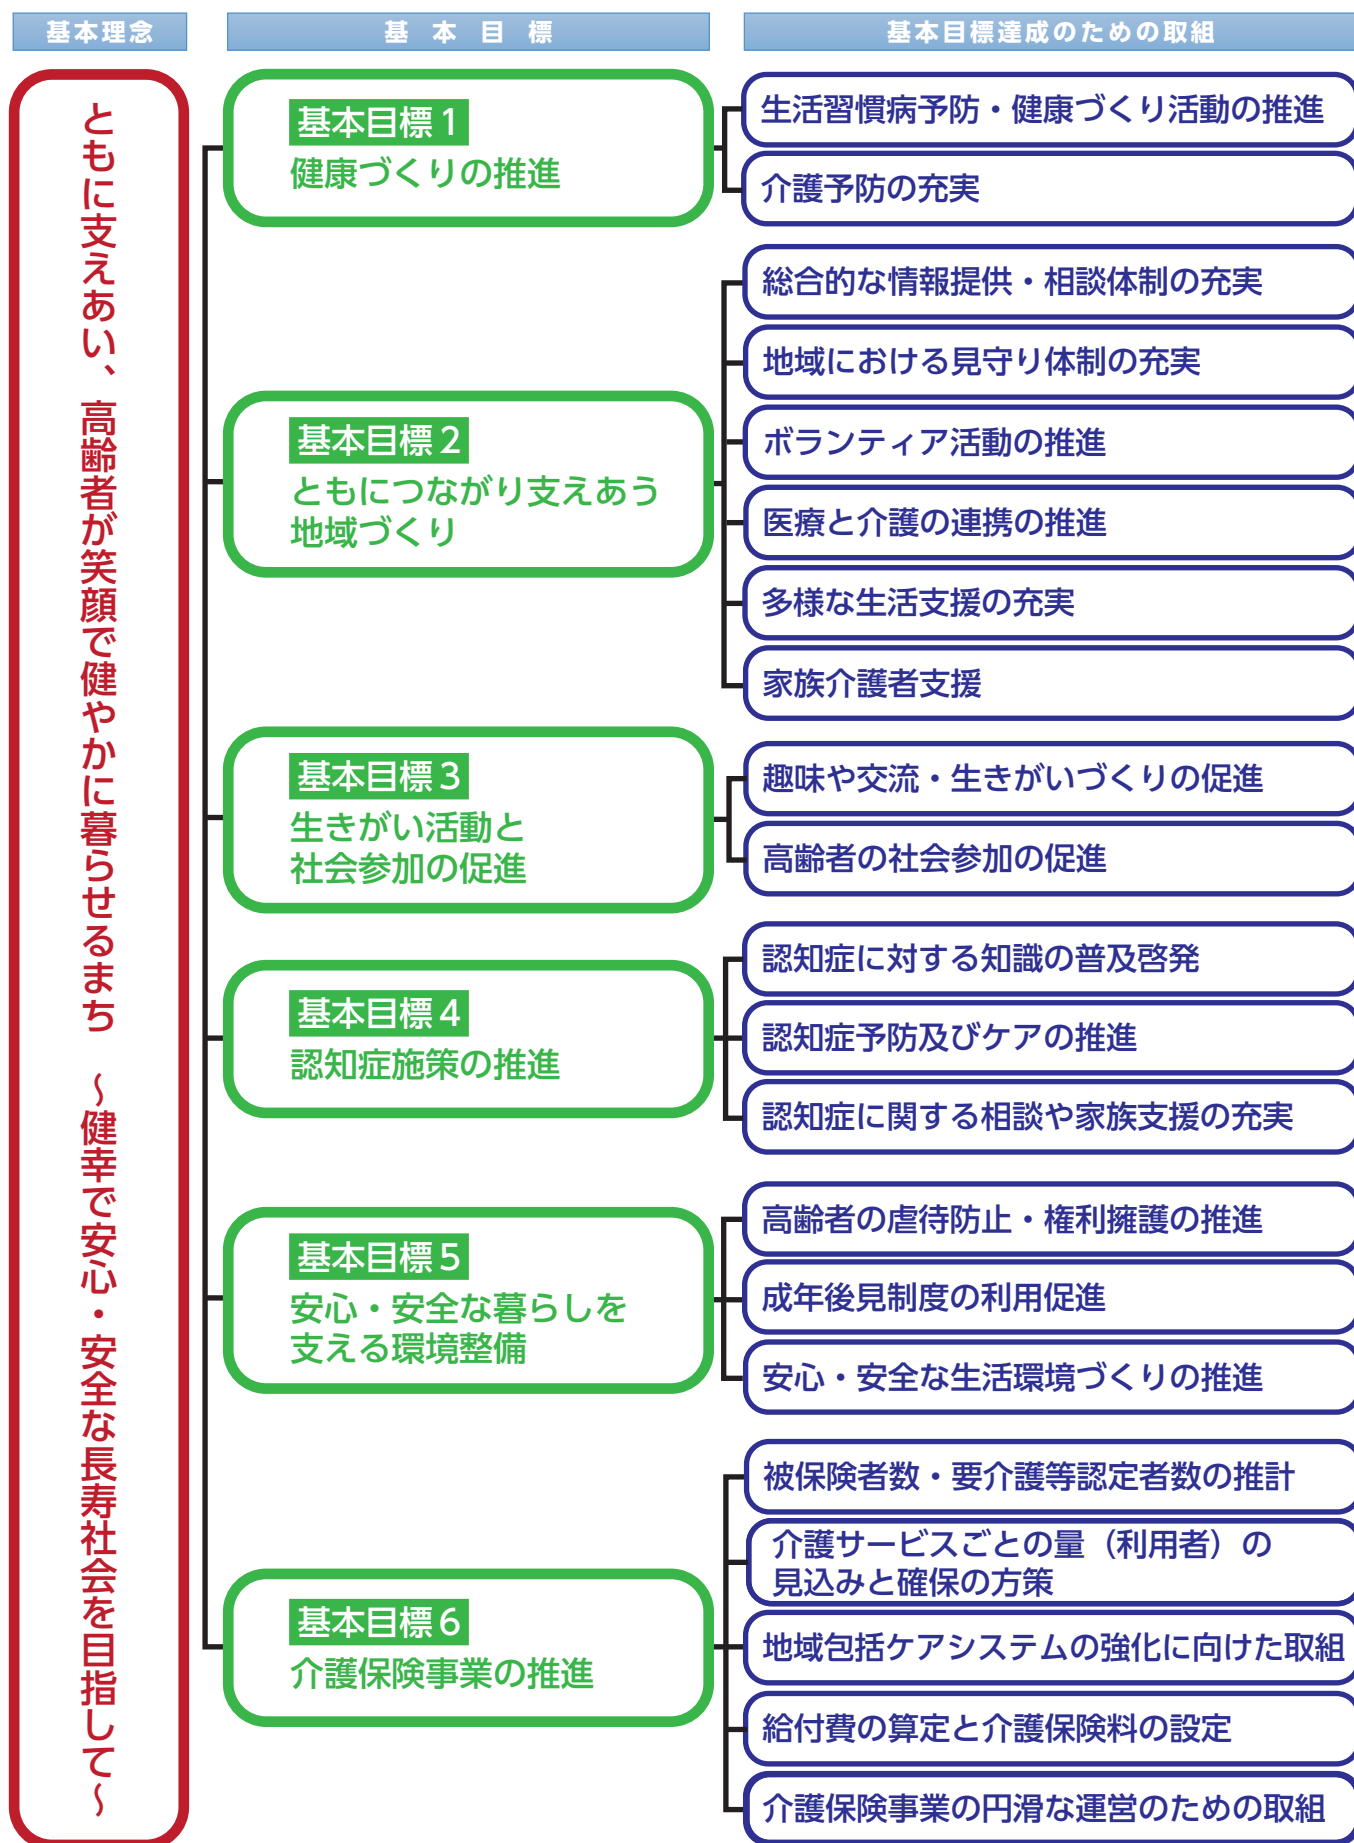 基本理念
基本目標
基本目標達成のための取組
ともに支えあい、高齢者が笑顔で健やかに暮らせるまち　～健幸で安心・安全な長寿社会を目指して～
基本目標1
健康づくりの推進
生活習慣病予防・健康づくり活動の推進
介護予防の充実
基本目標2
ともにつながり支えあう
地域づくり
総合的な情報提供・相談体制の充実
地域における見守り体制の充実
ボランティア活動の推進
医療と介護の連携の推進
多様な生活支援の充実
家族介護者支援
基本目標3
生きがい活動と
社会参加の促進
趣味や交流・生きがいづくりの促進
高齢者の社会参加の促進
基本目標4
認知症施策の推進
認知症に対する知識の普及啓発
認知症予防及びケアの推進
認知症に関する相談や家族支援の充実
基本目標5
安心・安全な暮らしを
支える環境整備
高齢者の虐待防止・権利擁護の推進
成年後見制度の利用促進
安心・安全な生活環境づくりの推進
基本目標6
介護保険事業の推進
被保険者数・要介護等認定者数の推計
介護サービスごとの量（利用者）の
見込みと確保の方策
地域包括ケアシステムの強化に向けた取組
給付費の算定と介護保険料の設定
介護保険事業の円滑な運営のための取組